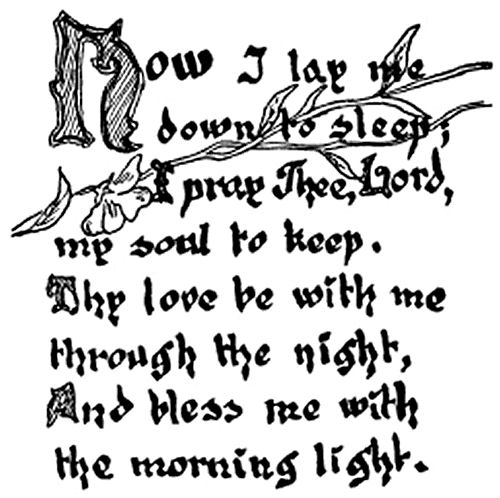 Now I lay me
down to sleep;
I pray Thee, Lord,
my soul to keep.
Thy love be with me
through the night,
And bless me with
the morning light.